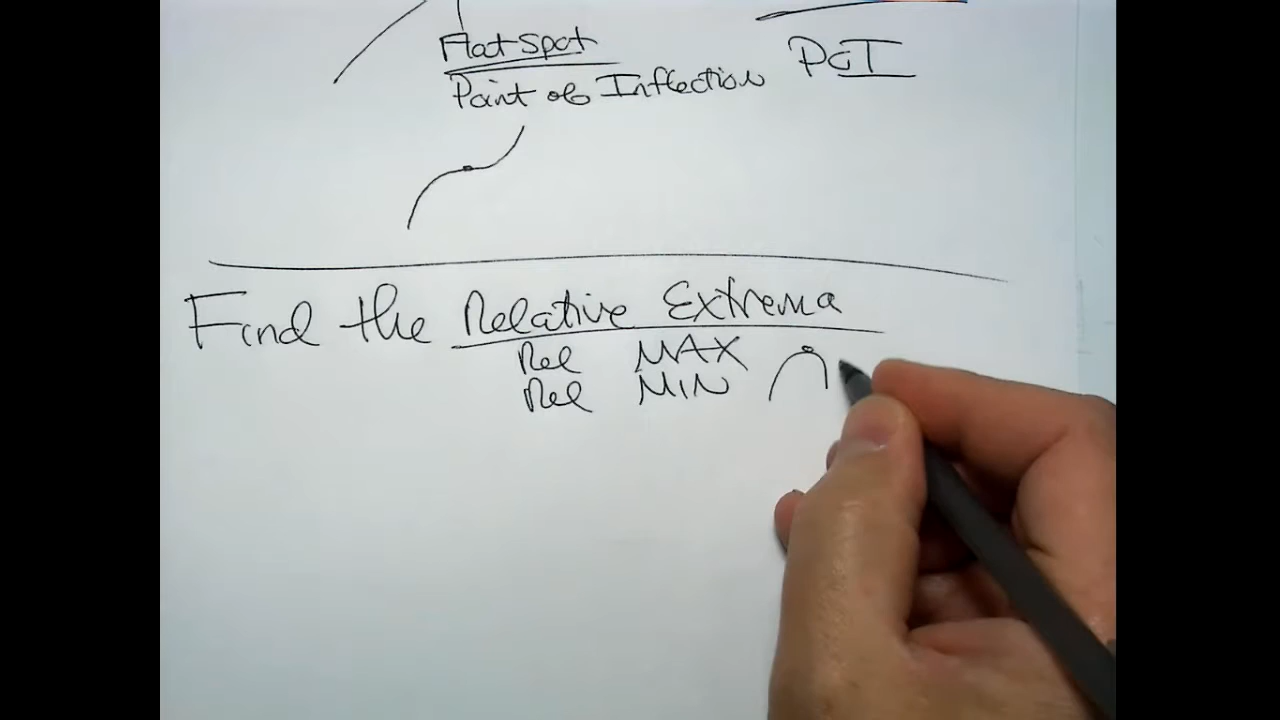 Flat Spot
Point of Inflection
PoI
Find the Relative Extrema
Rel MAX
Rel MIN